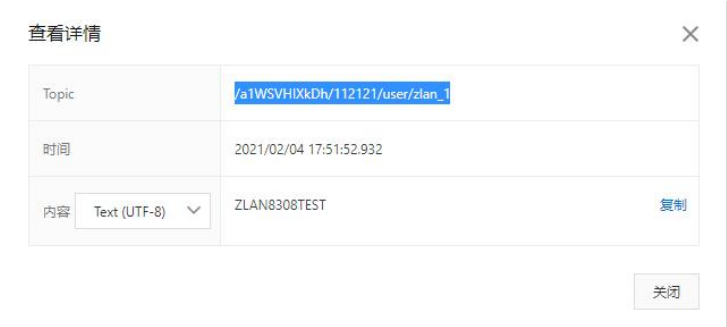 查看详情
Topic /a1WSVHIXkDh/112121/user/zlan_1
时间 2021/02/04 17:51:52.932
内容 Text (UTF-8) ZLAN8308TEST 复制
关闭